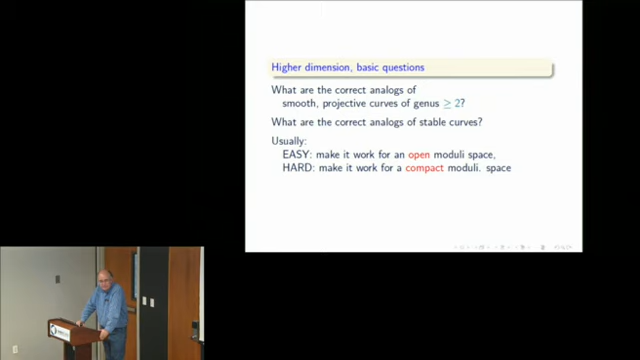 Higher dimension, basic questions
What are the correct analogs of
smooth, projective curves of genus ≥ 2?
What are the correct analogs of stable curves?
Usually:
EASY: make it work for an open moduli space,
HARD: make it work for a compact moduli. space